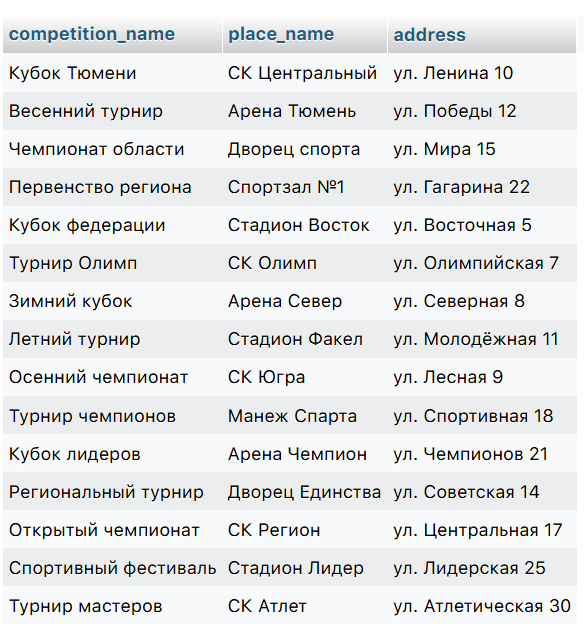 competition_name place_name address
Кубок Тюмени СК Центральный ул. Ленина 10
Весенний турнир Арена Тюмень ул. Победы 12
Чемпионат области Дворец спорта ул. Мира 15
Первенство региона Спортзал №1 ул. Гагарина 22
Кубок федерации Стадион Восток ул. Восточная 5
Турнир Олимп СК Олимп ул. Олимпийская 7
Зимний кубок Арена Север ул. Северная 8
Летний турнир Стадион Факел ул. Молодёжная 11
Осенний чемпионат СК Югра ул. Лесная 9
Турнир чемпионов Манеж Спарта ул. Спортивная 18
Кубок лидеров Арена Чемпион ул. Чемпионов 21
Региональный турнир Дворец Единства ул. Советская 14
Открытый чемпионат СК Регион ул. Центральная 17
Спортивный фестиваль Стадион Лидер ул. Лидерская 25
Турнир мастеров СК Атлет ул. Атлетическая 30